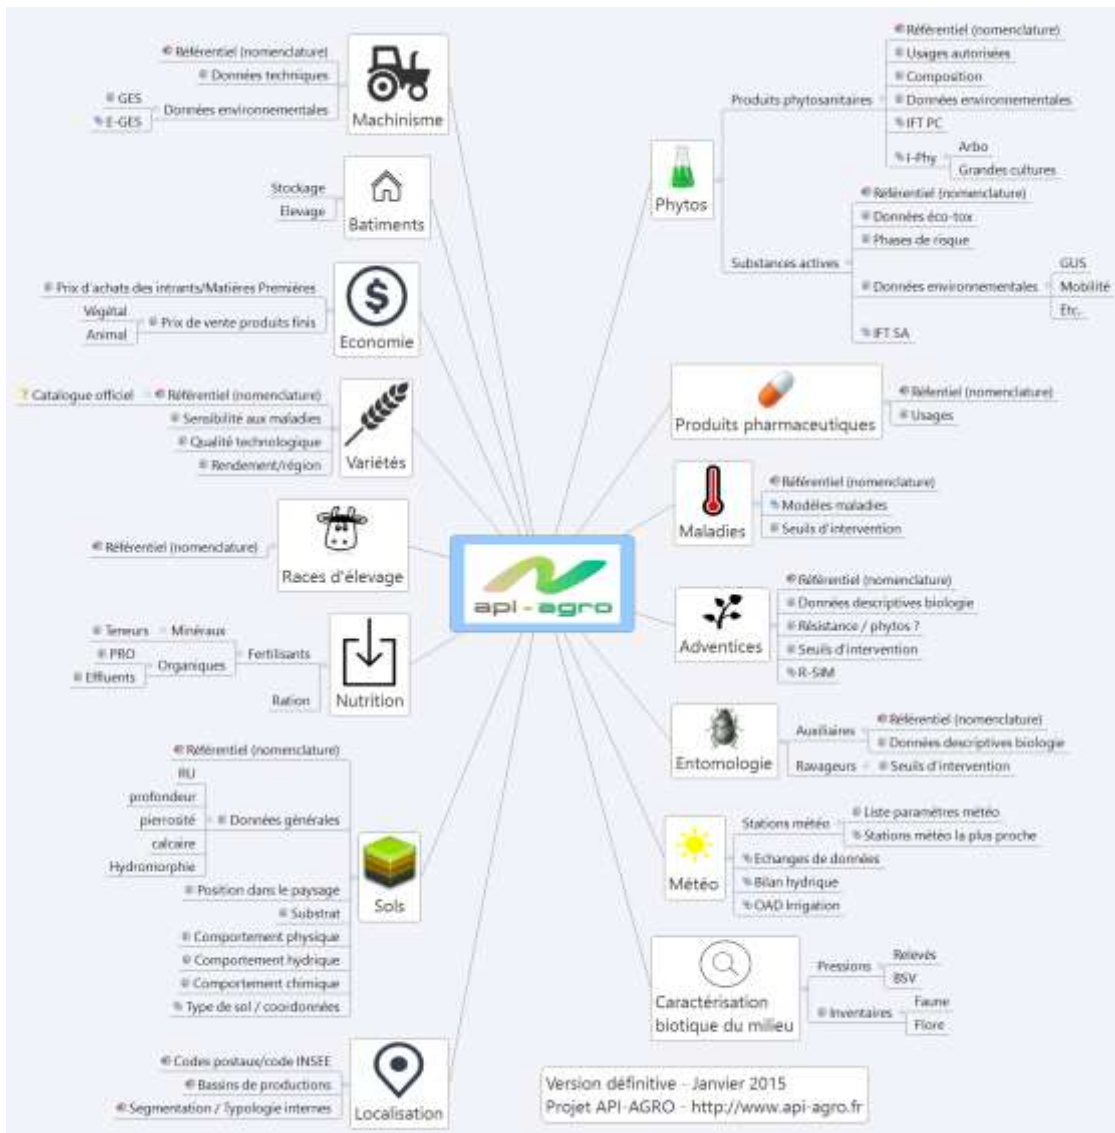 Référentiel (nomenclature)
Données techniques
GES
E-GES
Données environnementales
Machinisme
Stockage
Elevage
Batiments
Prix d'achats des intrants/Matières Premières
Végétal
Animal
Prix de vente produits finis
Economie
? Catalogue officiel
Référentiel (nomenclature)
Sensibilité aux maladies
Qualité technologique
Rendement/région
Variétés
Référentiel (nomenclature)
Races d'élevage
Teneurs
Minéraux
PRO
Effluents
Organiques
Fertilisants
Ration
Nutrition
Référentiel (nomenclature)
RU
profondeur
pierrosité
calcaire
Hydromorphie
Données générales
Position dans le paysage
Substrat
Comportement physique
Comportement hydrique
Comportement chimique
Type de sol / coordonnées
Sols
Codes postaux/code INSEE
Bassins de productions
Segmentation / Typologie internes
Localisation
api-agro
Phytos
Produits phytosanitaires
Référentiel (nomenclature)
Usages autorisées
Composition
Données environnementales
IFT PC
I-Phy
Arbo
Grandes cultures
Substances actives
Référentiel (nomenclature)
Données éco-tox
Phases de risque
Données environnementales
GUS
Mobilité
Etc.
IFT SA
Produits pharmaceutiques
Réfentiel (nomenclature)
Usages
Maladies
Référentiel (nomenclature)
Modèles maladies
Seuils d'intervention
Adventices
Référentiel (nomenclature)
Données descriptives biologie
Résistance / phytos ?
Seuils d'intervention
R-SIM
Entomologie
Auxiliaires
Référentiel (nomenclature)
Données descriptives biologie
Ravageurs
Seuils d'intervention
Météo
Stations météo
Liste paramètres météo
Stations météo la plus proche
Echanges de données
Bilan hydrique
OAD Irrigation
Caractérisation
biotique du milieu
Pressions
Relevés
BSV
Inventaires
Faune
Flore
Version définitive - Janvier 2015
Projet API-AGRO - http://www.api-agro.fr